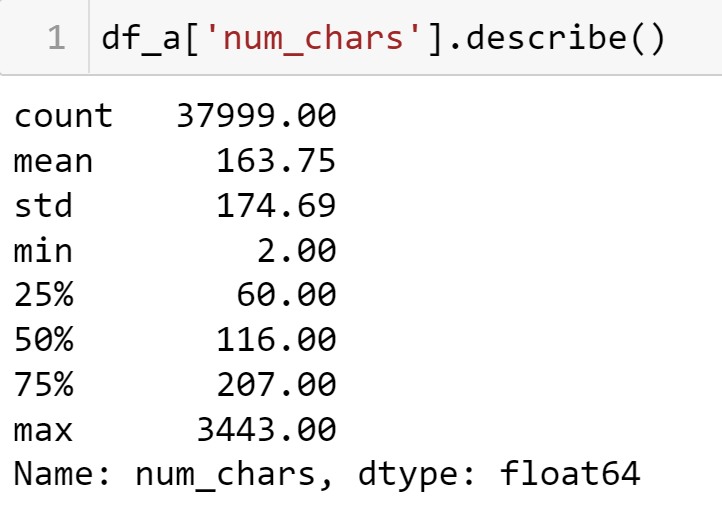 1 df_a['num_chars'].describe()
count 37999.00
mean 163.75
std 174.69
min 2.00
25% 60.00
50% 116.00
75% 207.00
max 3443.00
Name: num_chars, dtype: float64